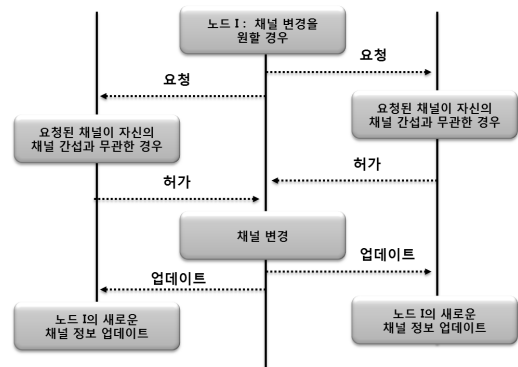 노드 I : 채널 변경을
원할 경우
요청
요청
요청된 채널이 자신의
채널 간섭과 무관한 경우
요청된 채널이 자신의
채널 간섭과 무관한 경우
허가
허가
채널 변경
업데이트
업데이트
노드 I의 새로운
채널 정보 업데이트
노드 I의 새로운
채널 정보 업데이트